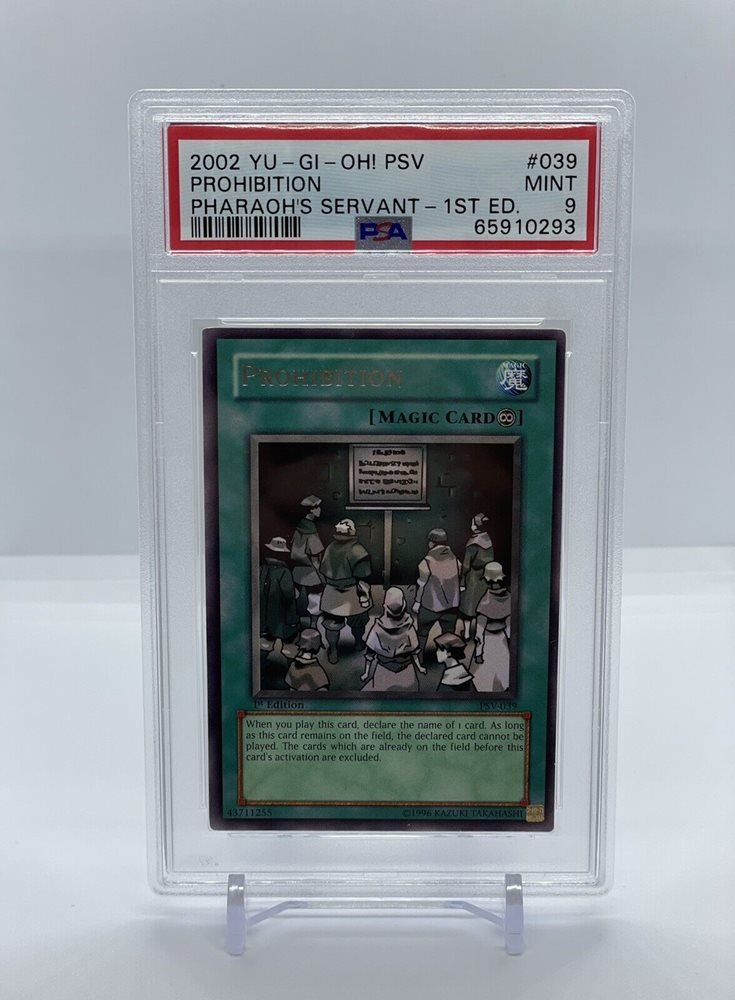 2002 YU-GI-OH! PSV #039
PROHIBITION MINT
PHARAOH'S SERVANT - 1ST ED. 9
PSA 65910293
PROHIBITION
MAGIC
魔
[MAGIC CARD∞]
1st Edition PSV-039
When you play this card, declare the name of 1 card. As long
as this card remains on the field, the declared card cannot be
played. The cards which are already on the field before this
card's activation are excluded.
43711255 ©1996 KAZUKI TAKAHASHI